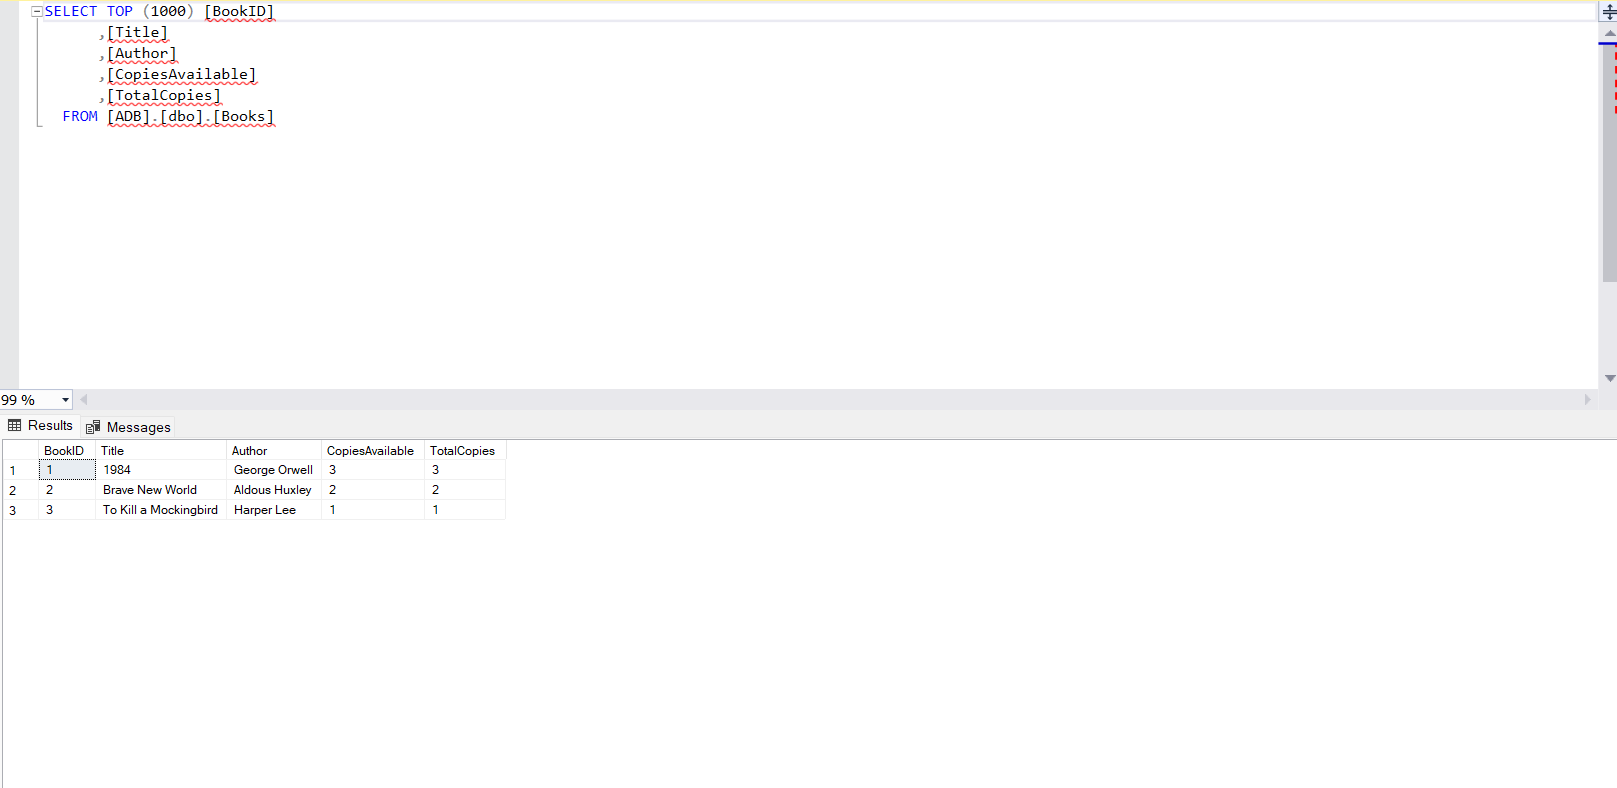 SELECT TOP (1000) [BookID]
,[Title]
,[Author]
,[CopiesAvailable]
,[TotalCopies]
FROM [ADB].[dbo].[Books]
99 %
Results Messages
BookID Title Author CopiesAvailable TotalCopies
1 1 1984 George Orwell 3 3
2 2 Brave New World Aldous Huxley 2 2
3 3 To Kill a Mockingbird Harper Lee 1 1